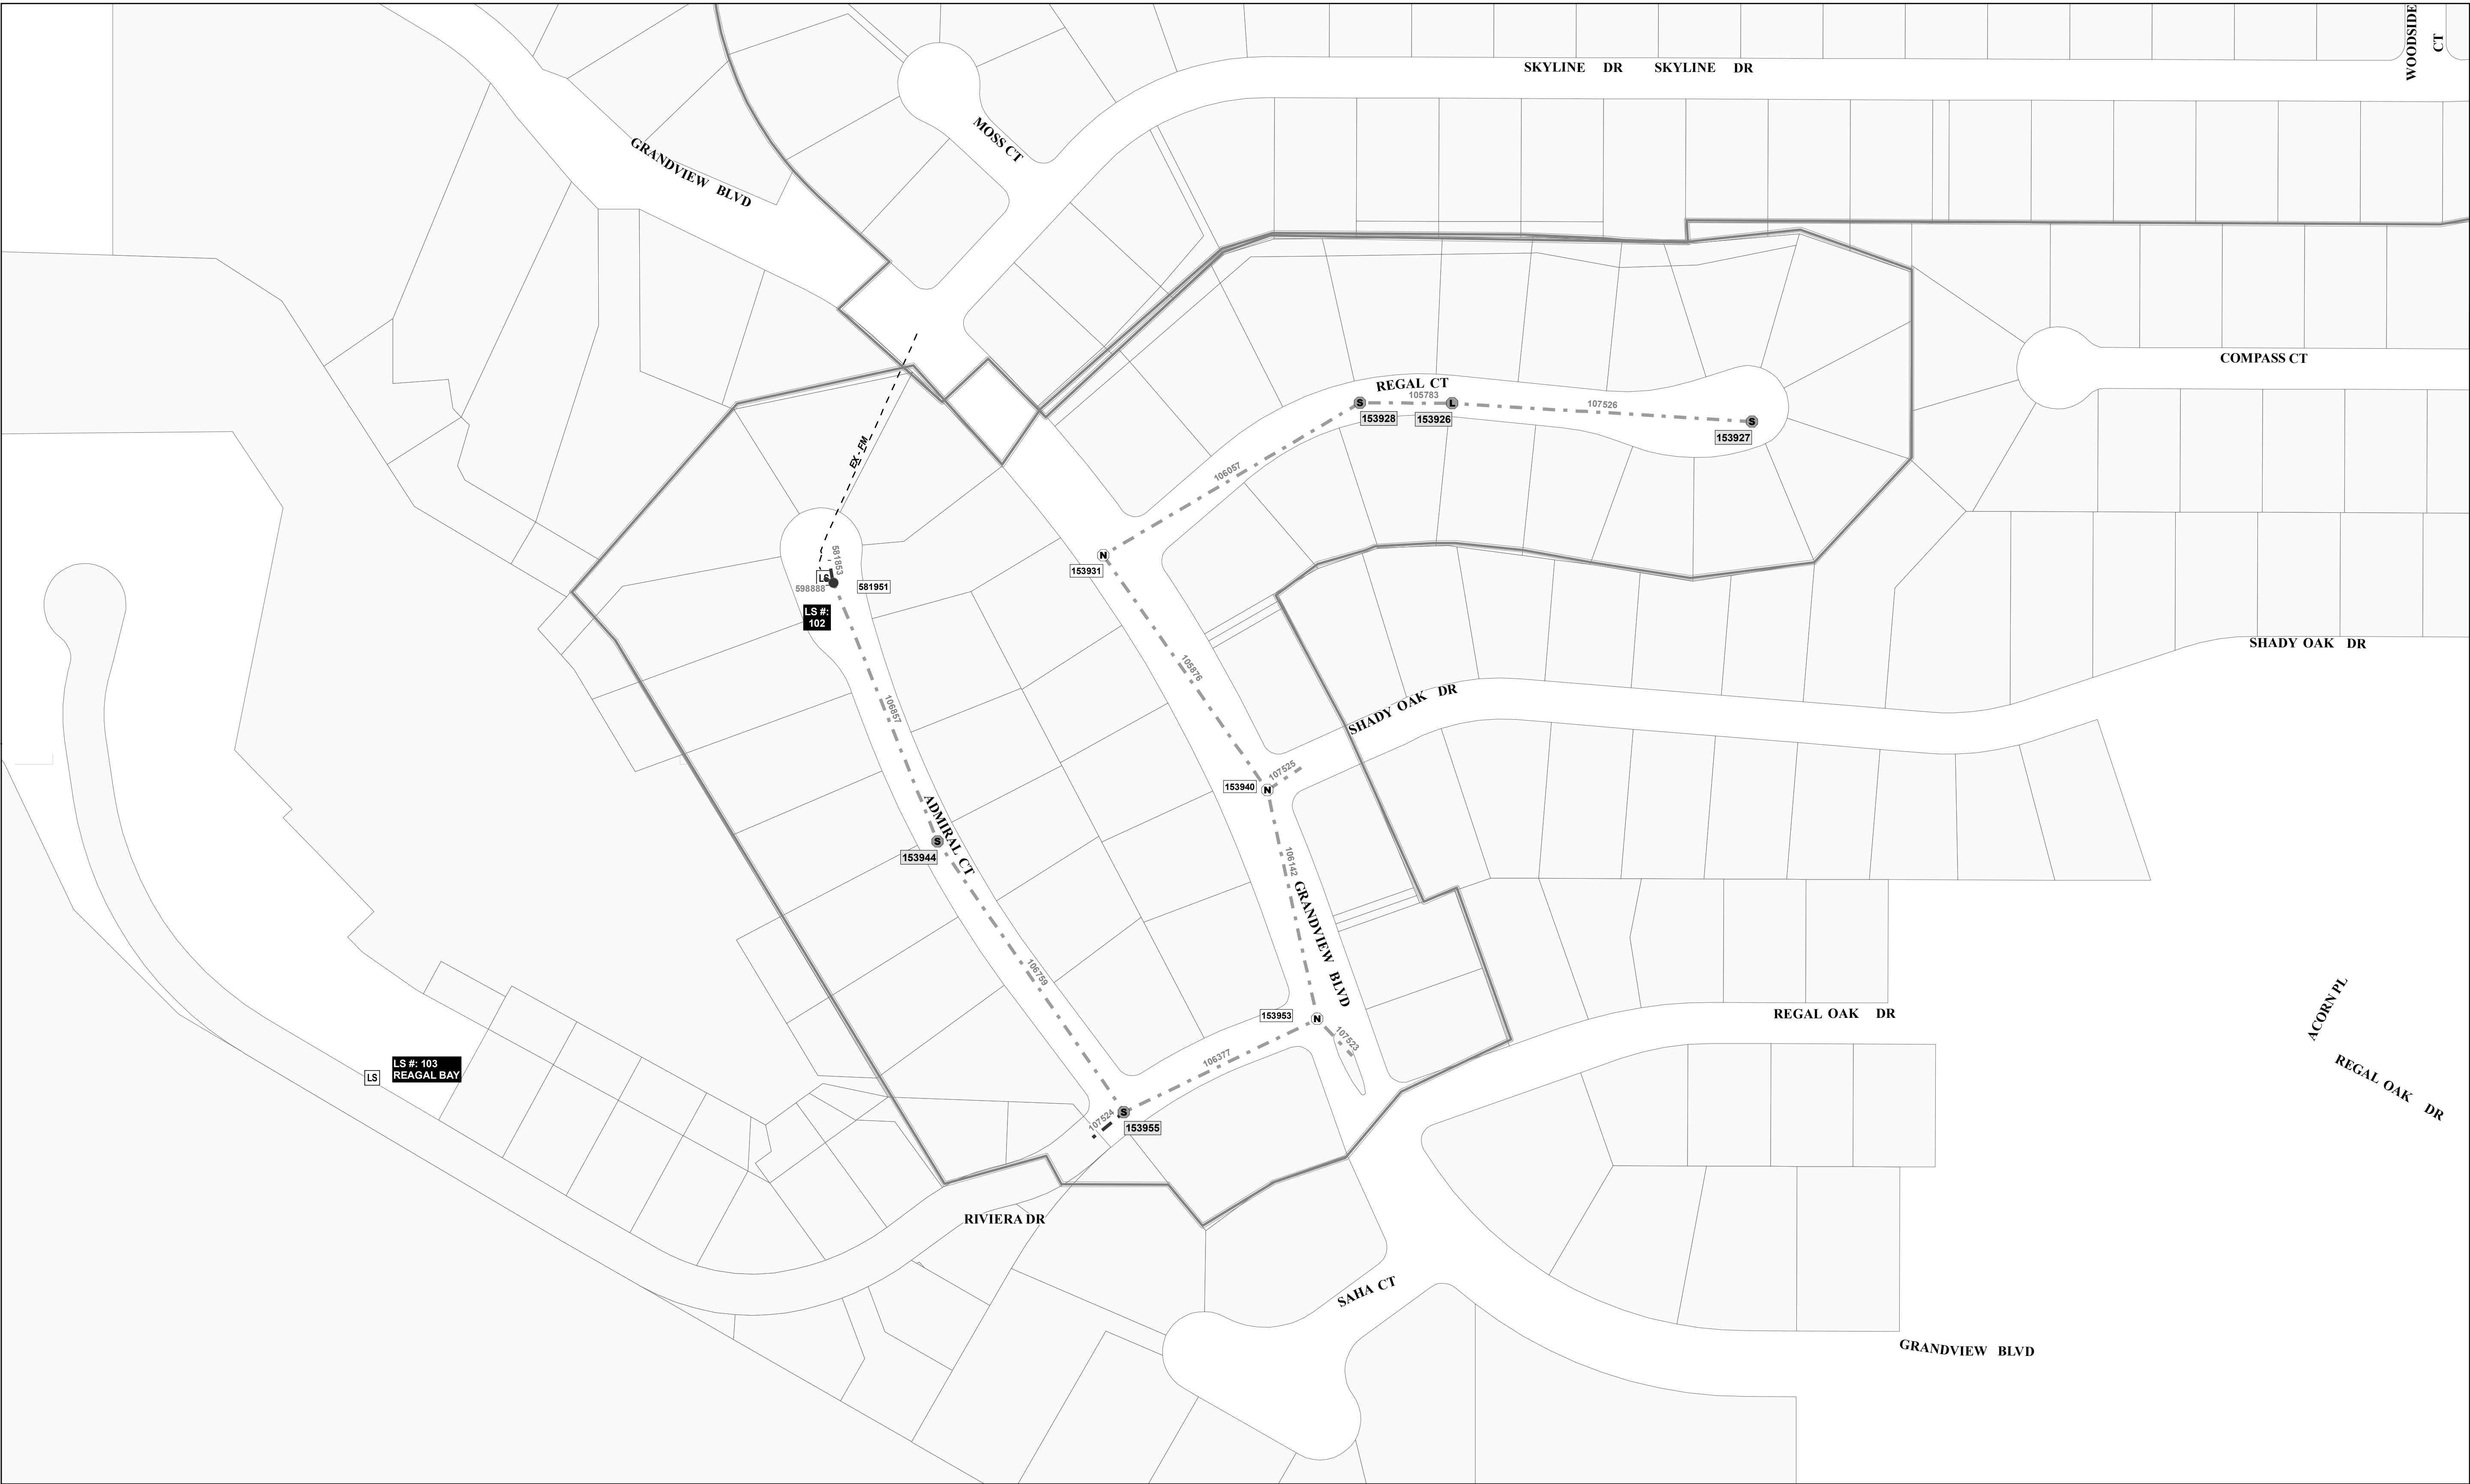 WOODSIDE
CT
SKYLINE DR SKYLINE DR
MOSS CT
GRANDVIEW BLVD
COMPASS CT
REGAL CT
105783
107526
S
L
S
153928
153926
153927
EX - FM
106057
N
153931
581853
LS
598888
581951
LS #:
102
SHADY OAK DR
105876
SHADY OAK DR
106857
107525
153940
N
ADMIRAL CT
S
153944
106142
GRANDVIEW BLVD
106759
153953
N
REGAL OAK DR
ACORN PL
107523
106377
LS
LS #: 103
REAGAL BAY
REGAL OAK DR
107524
S
153955
RIVIERA DR
SAHA CT
GRANDVIEW BLVD